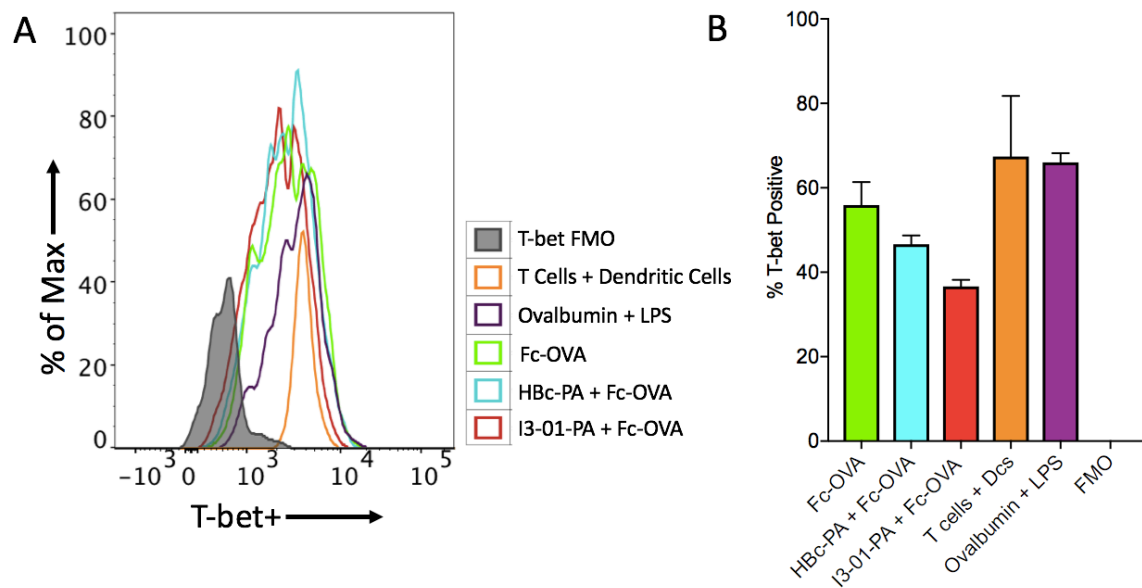 A
100
80
60
40
20
0
% of Max
-10 3 0 10 3 10 4 10 5
T-bet+
T-bet FMO
T Cells + Dendritic Cells
Ovalbumin + LPS
Fc-OVA
HBc-PA + Fc-OVA
I3-01-PA + Fc-OVA
B
100
80
60
40
20
0
% T-bet Positive
Fc-OVA
HBc-PA + Fc-OVA
I3-01-PA + Fc-OVA
T cells + Dcs
Ovalbumin + LPS
FMO